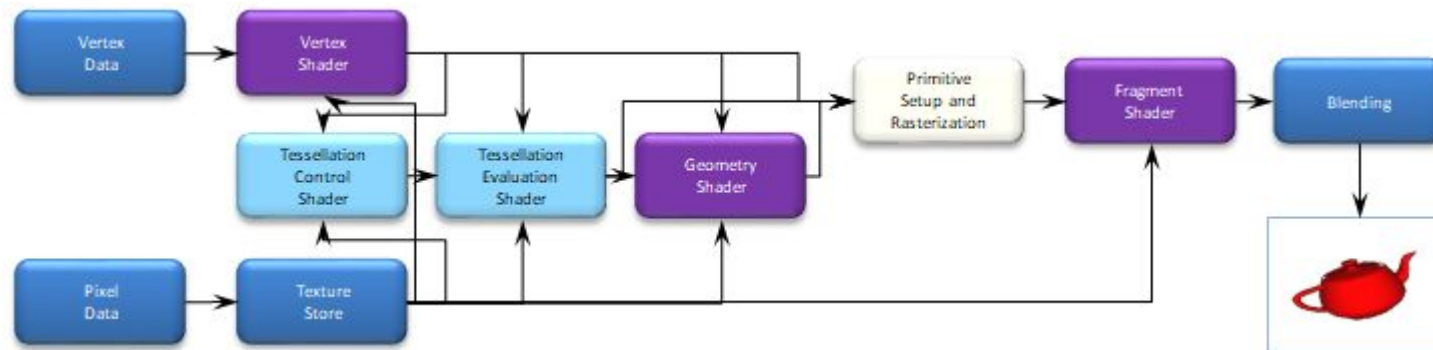 Vertex
Data
Vertex
Shader
Primitive
Setup and
Rasterization
Fragment
Shader
Blending
Tessellation
Control
Shader
Tessellation
Evaluation
Shader
Geometry
Shader
Pixel
Data
Texture
Store